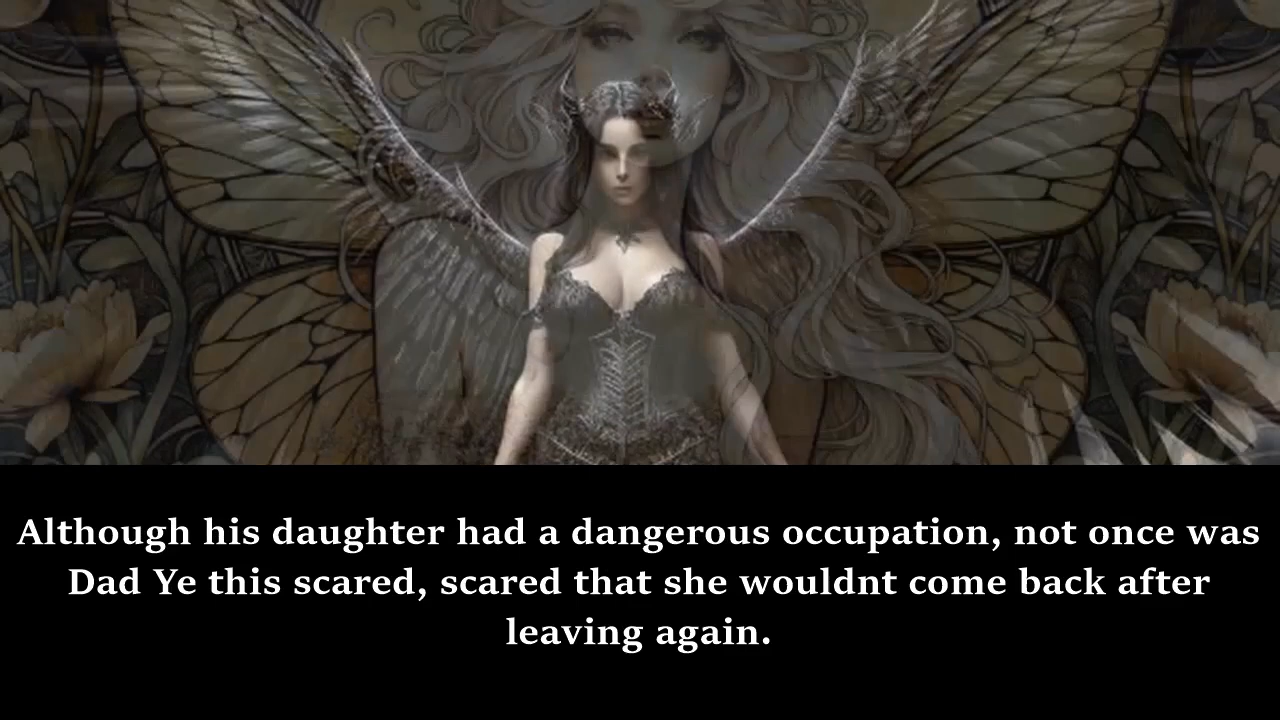 Although his daughter had a dangerous occupation, not once was
Dad Ye this scared, scared that she wouldnt come back after
leaving again.